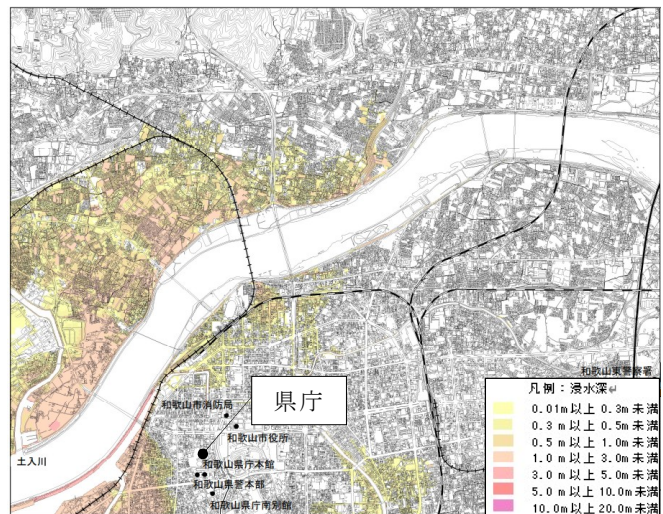 和歌山東警察署
県庁
和歌山市消防局
和歌山市役所
和歌山県庁本館
和歌山県警本部
和歌山県庁南別館
土入川
凡例：浸水深↵
0.01m以上 0.3m未満
0.3 m以上 0.5m未満
0.5 m以上 1.0m未満
1.0 m以上 3.0m未満
3.0 m以上 5.0m未満
5.0 m以上 10.0m未満
10.0m以上 20.0m未満